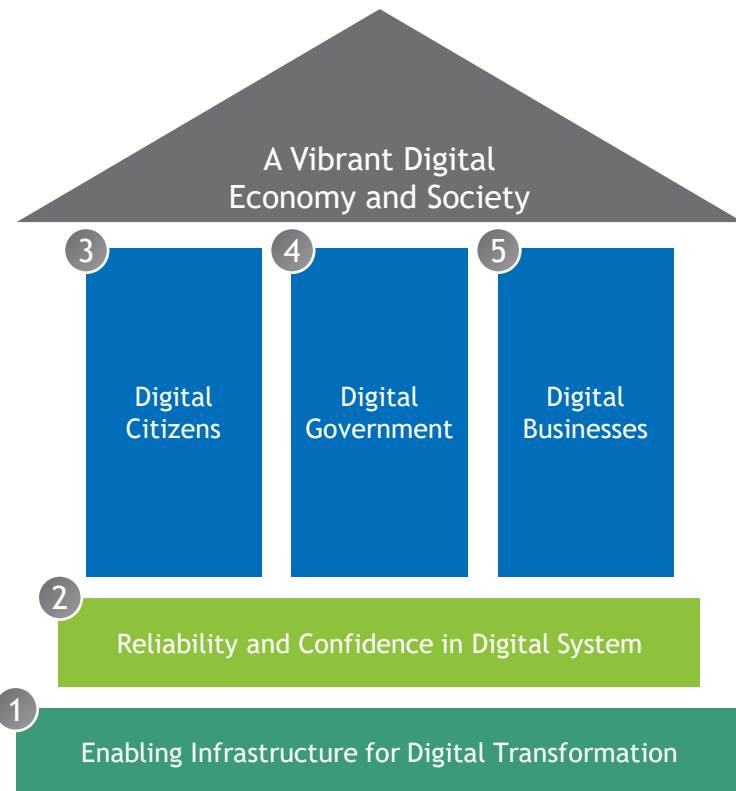 A Vibrant Digital
Economy and Society
3
4
5
Digital
Citizens
Digital
Government
Digital
Businesses
2
Reliability and Confidence in Digital System
1
Enabling Infrastructure for Digital Transformation